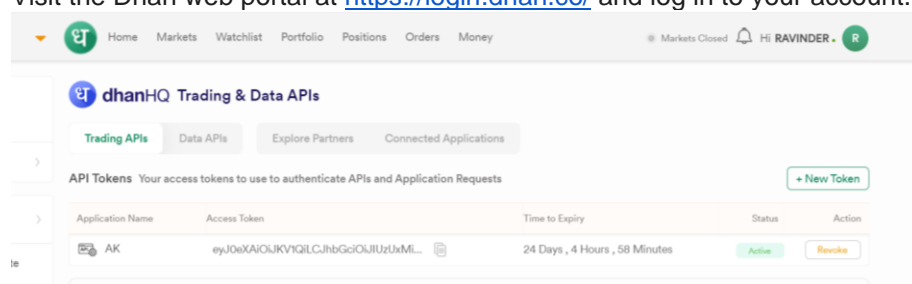 Visit the Dhan web portal at https://login.dhan.co/ and log in to your account.
ध Home Markets Watchlist Portfolio Positions Orders Money Markets Closed Hi RAVINDER. R
ध dhanHQ Trading & Data APIs
Trading APIs Data APIs Explore Partners Connected Applications
API Tokens Your access tokens to use to authenticate APIs and Application Requests + New Token
Application Name Access Token Time to Expiry Status Action
AK eyJ0eXAiOiJKV1QiLCJhbGciOiJIUzUxMi... 24 Days , 4 Hours , 58 Minutes Active Revoke
te